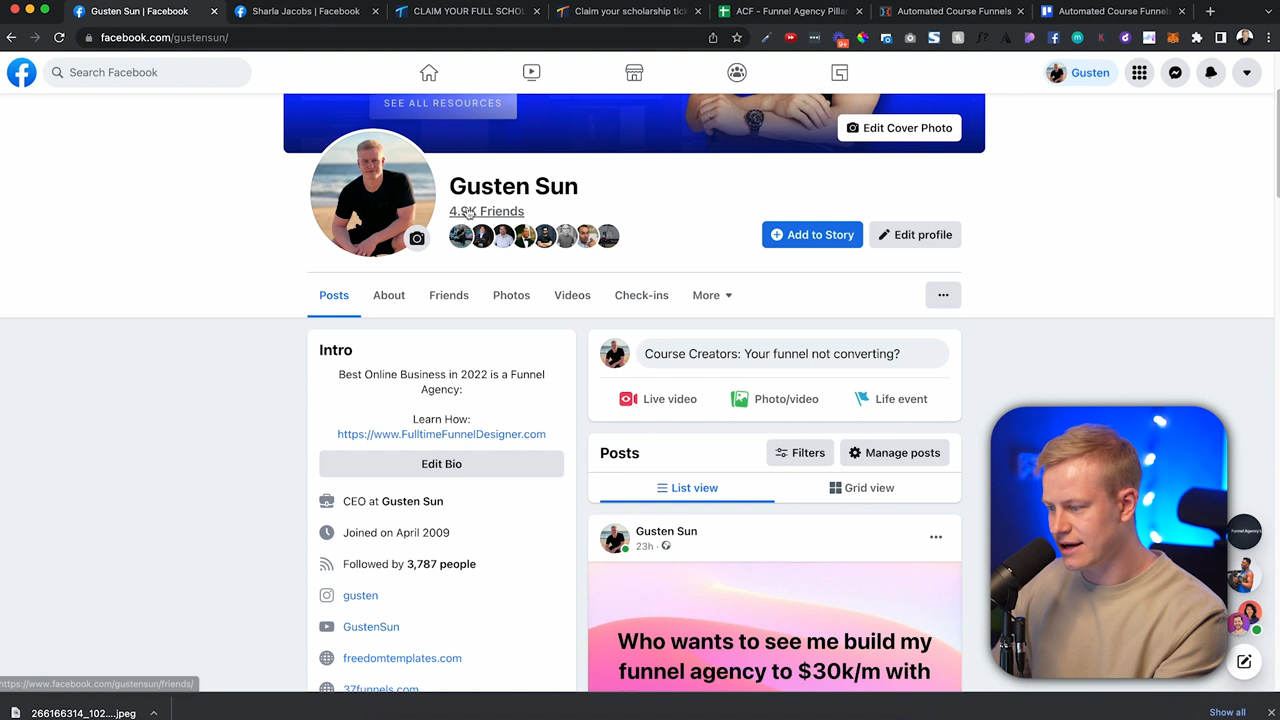 Gusten Sun | Facebook
Sharla Jacobs | Facebook
CLAIM YOUR FULL SCHOL
Claim your scholarship tic
ACF - Funnel Agency Pillar
Automated Course Funnels
Automated Course Funnels
facebook.com/gustensun/
Search Facebook
Gusten
SEE ALL RESOURCES
Edit Cover Photo
Gusten Sun
4.9K Friends
Add to Story
Edit profile
Posts
About
Friends
Photos
Videos
Check-ins
More
Intro
Best Online Business in 2022 is a Funnel
Agency:
Learn How:
https://www.FulltimeFunnelDesigner.com
Edit Bio
CEO at Gusten Sun
Joined on April 2009
Followed by 3,787 people
gusten
GustenSun
freedomtemplates.com
37funnels.com
Course Creators: Your funnel not converting?
Live video
Photo/video
Life event
Posts
Filters
Manage posts
List view
Grid view
Gusten Sun
23h
Who wants to see me build my
funnel agency to $30k/m with
https://www.facebook.com/gustensun/friends/
266166314_102....jpeg
Show all